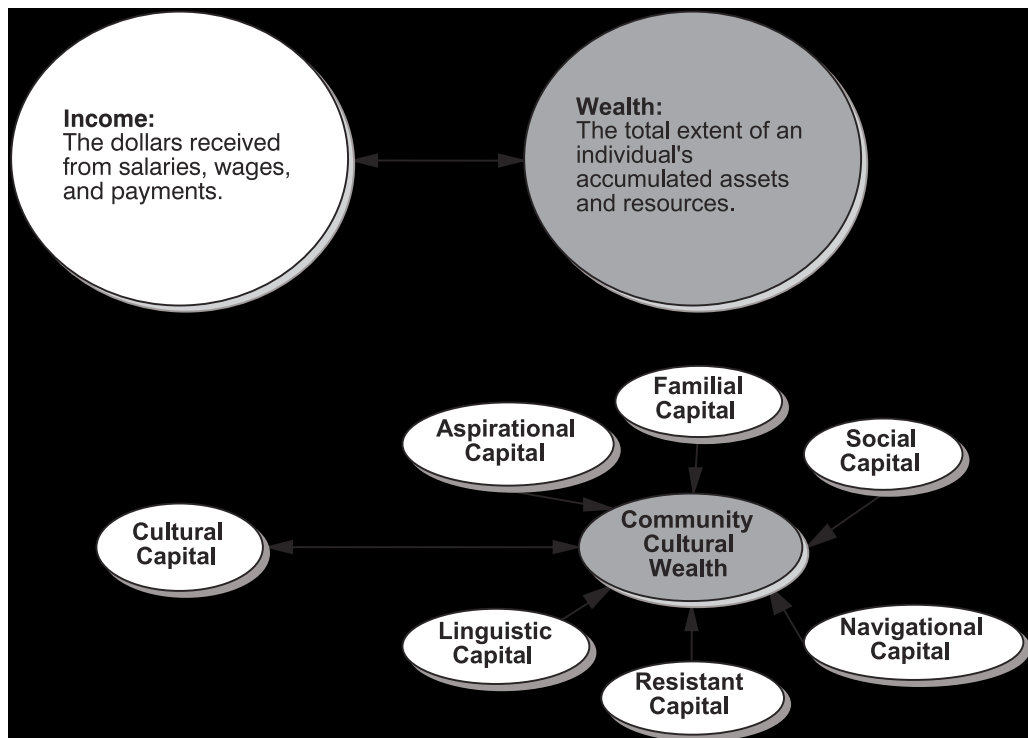 Income:
The dollars received
from salaries, wages,
and payments.
Wealth:
The total extent of an
individual's
accumulated assets
and resources.
Familial
Capital
Aspirational
Capital
Social
Capital
Cultural
Capital
Community
Cultural
Wealth
Linguistic
Capital
Navigational
Capital
Resistant
Capital